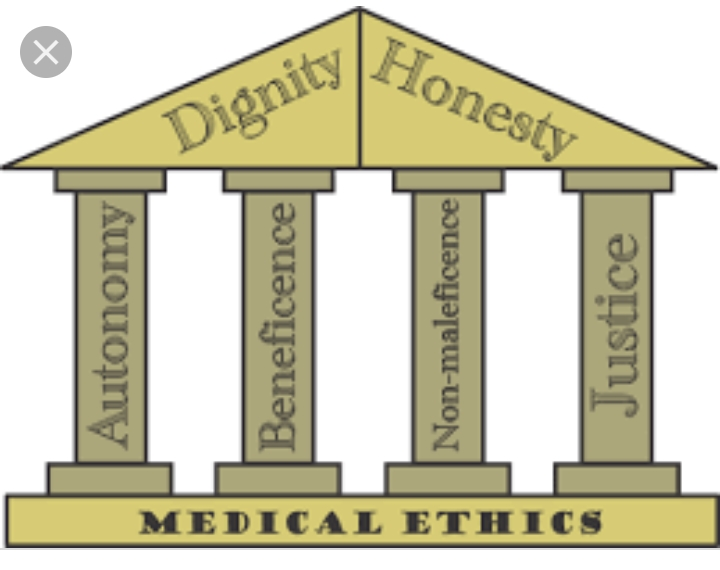 Dignity
Honesty
Autonomy
Beneficence
Non-maleficence
Justice
MEDICAL ETHICS